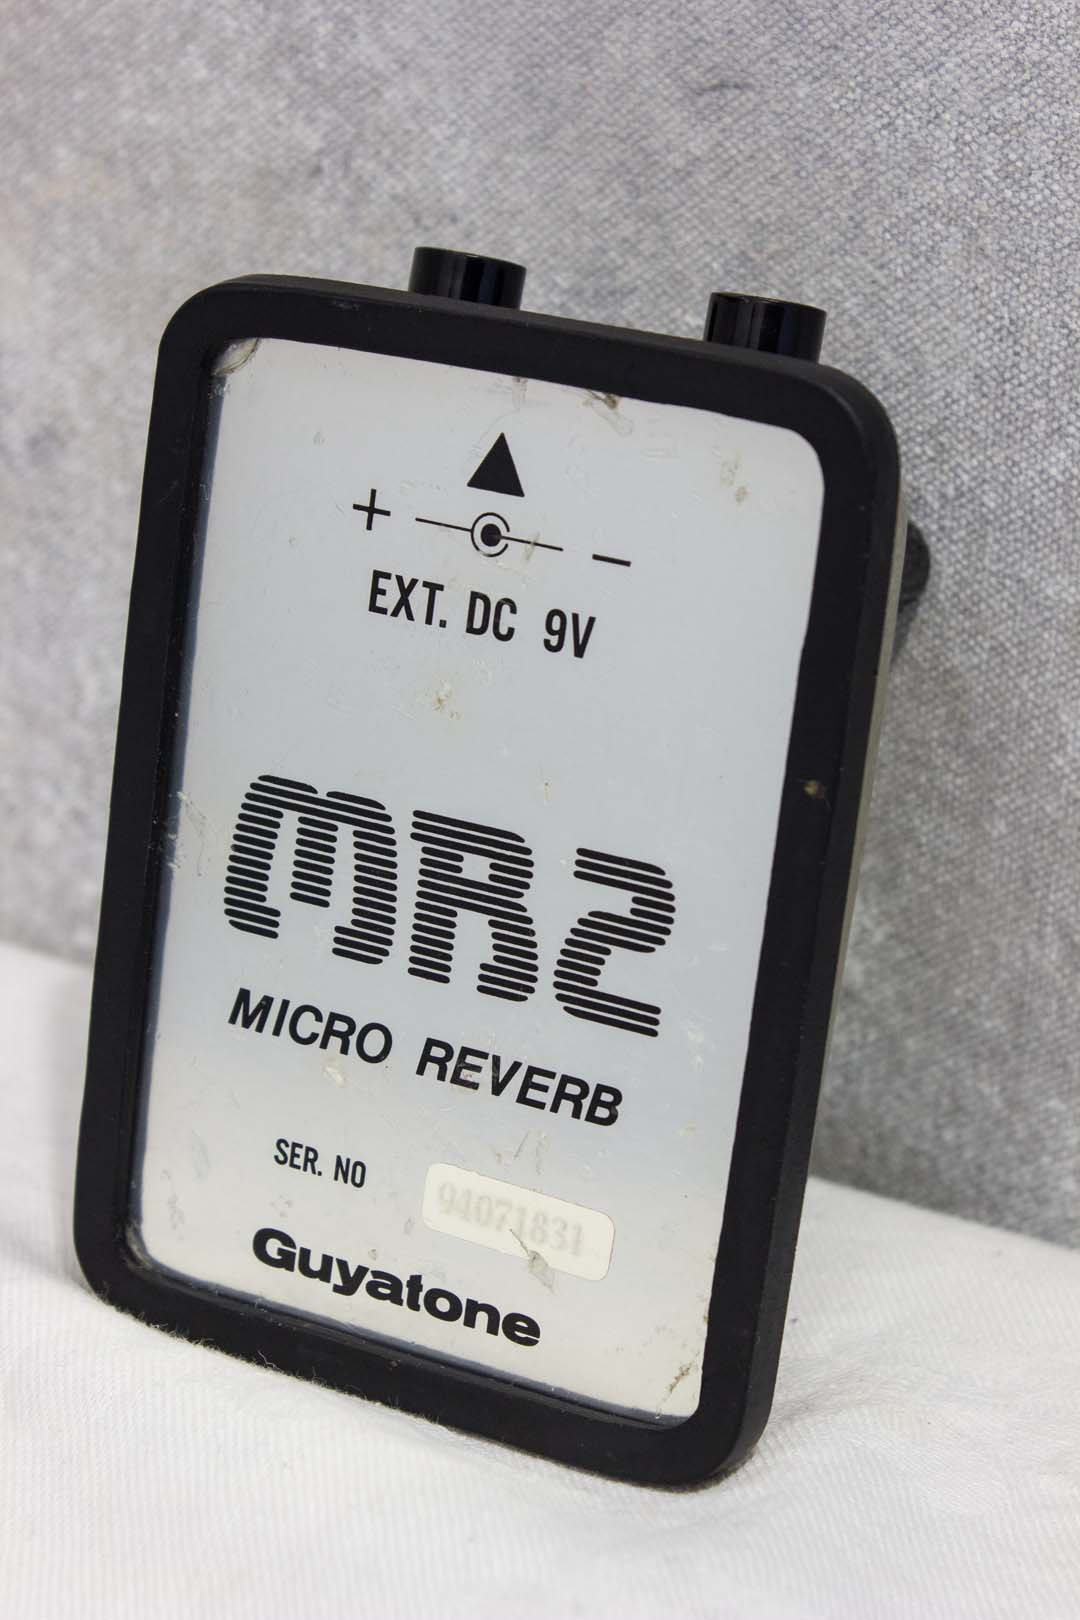 + −
EXT. DC 9V
MR2
MICRO REVERB
SER. NO 94071831
Guyatone